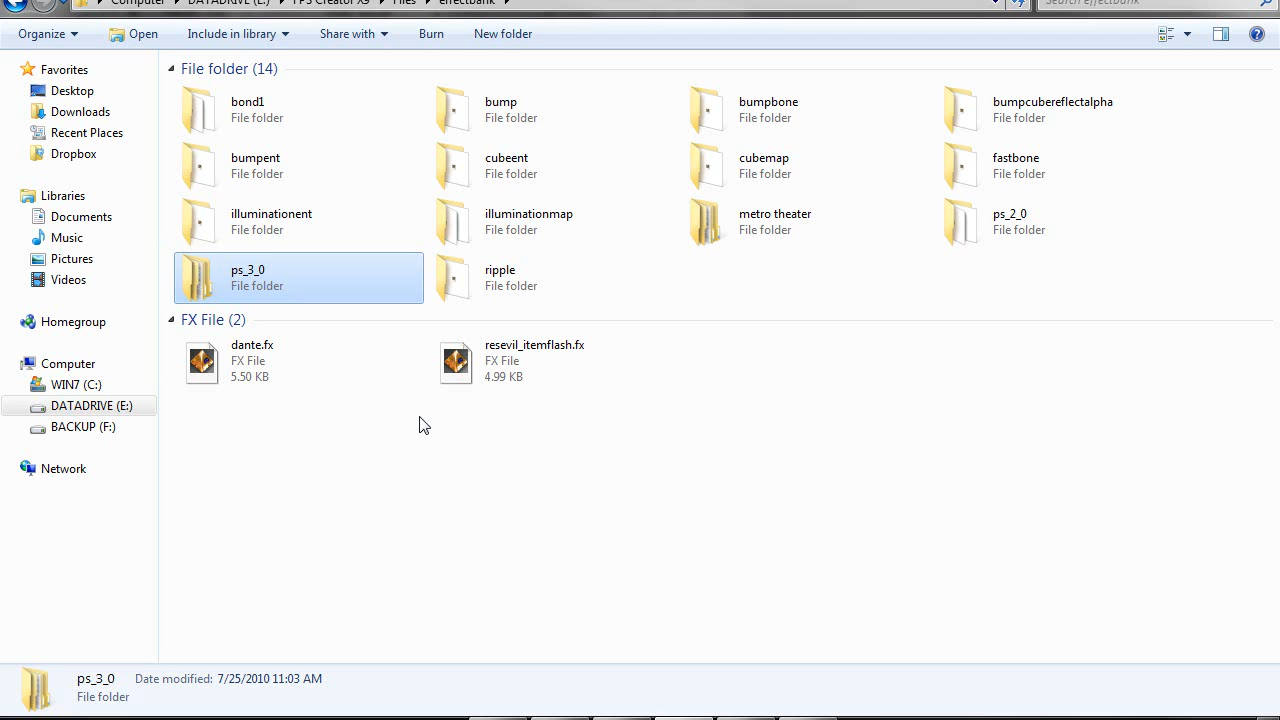 Computer DATADRIVE (E:) FPS Creator X9 Files effectbank Search effectbank
Organize Open Include in library Share with Burn New folder
Favorites
Desktop
Downloads
Recent Places
Dropbox
Libraries
Documents
Music
Pictures
Videos
Homegroup
Computer
WIN7 (C:)
DATADRIVE (E:)
BACKUP (F:)
Network
File folder (14)
bond1
File folder
bump
File folder
bumpbone
File folder
bumpcubereflectalpha
File folder
bumpent
File folder
cubeent
File folder
cubemap
File folder
fastbone
File folder
illuminationent
File folder
illuminationmap
File folder
metro theater
File folder
ps_2_0
File folder
ps_3_0
File folder
ripple
File folder
FX File (2)
dante.fx
FX File
5.50 KB
resevil_itemflash.fx
FX File
4.99 KB
ps_3_0 Date modified: 7/25/2010 11:03 AM
File folder